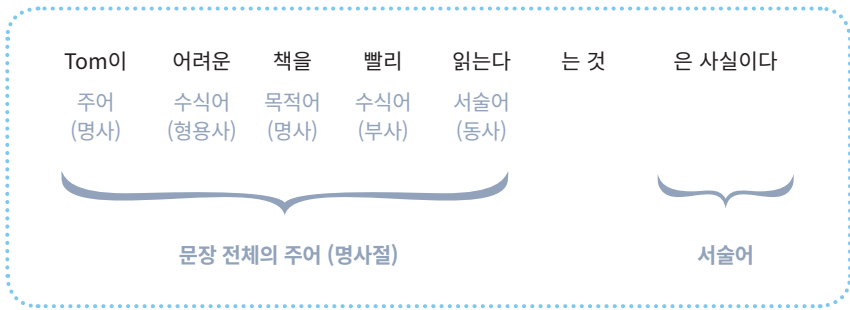 Tom이 어려운 책을 빨리 읽는다 는 것 은 사실이다
주어 수식어 목적어 수식어 서술어
(명사) (형용사) (명사) (부사) (동사)
문장 전체의 주어 (명사절) 서술어